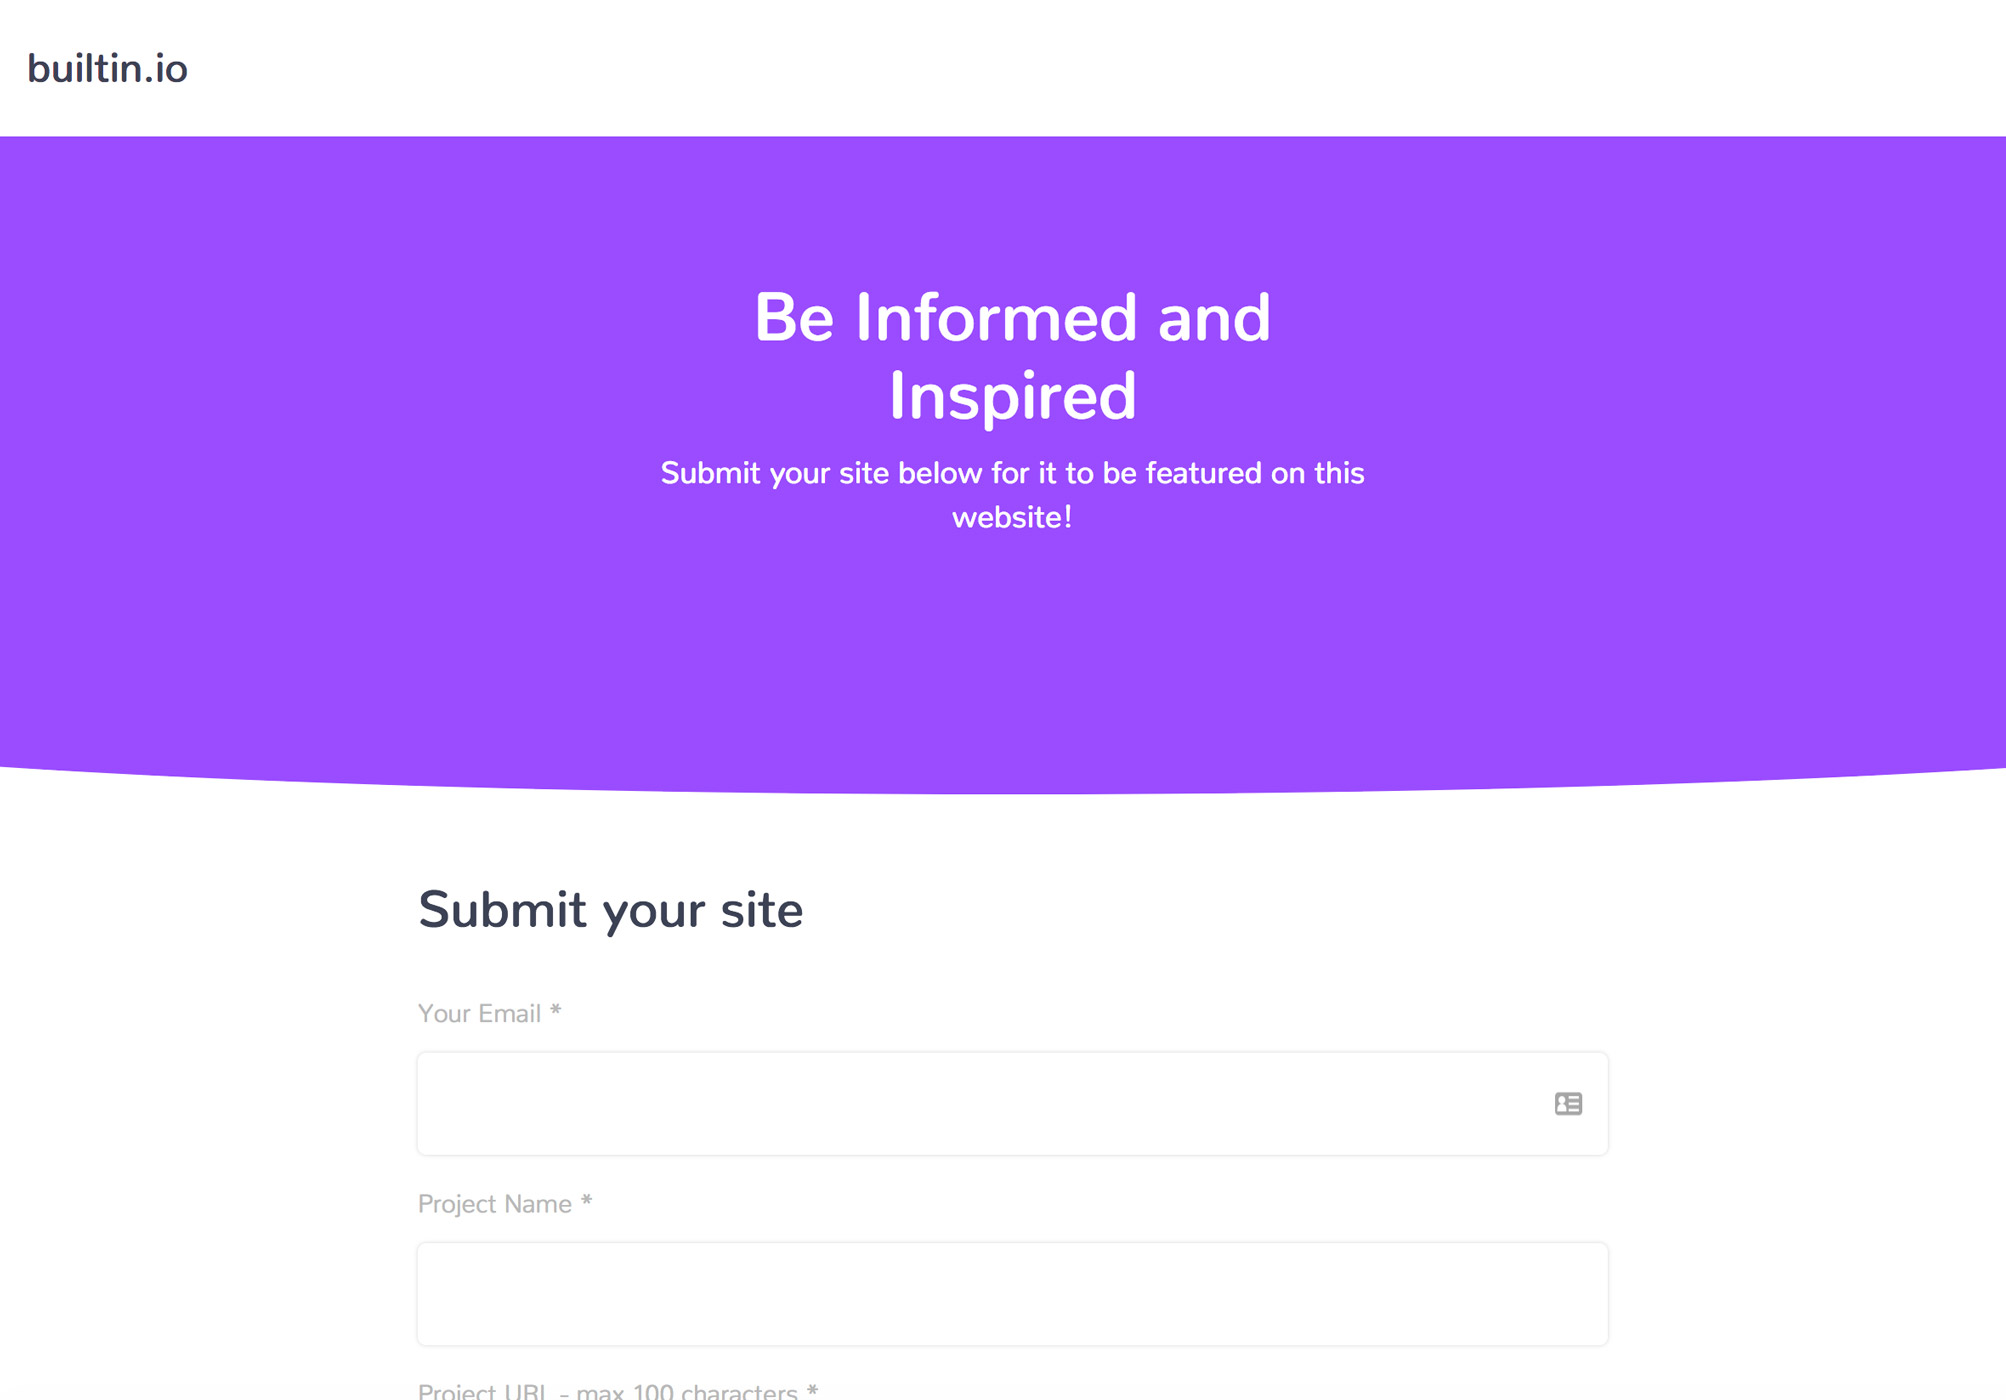 builtin.io
Be Informed and
Inspired
Submit your site below for it to be featured on this
website!
Submit your site
Your Email *
Project Name *
Project URL - max 100 characters *